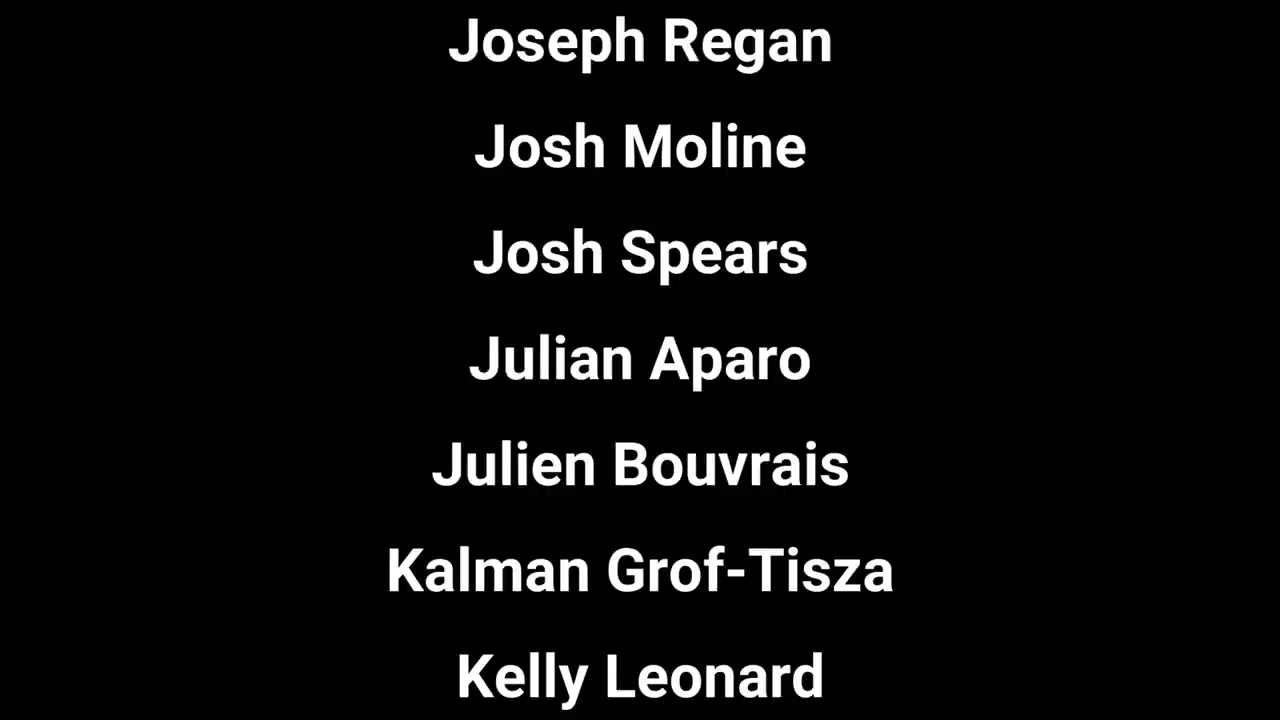 Joseph Regan
Josh Moline
Josh Spears
Julian Aparo
Julien Bouvrais
Kalman Grof-Tisza
Kelly Leonard